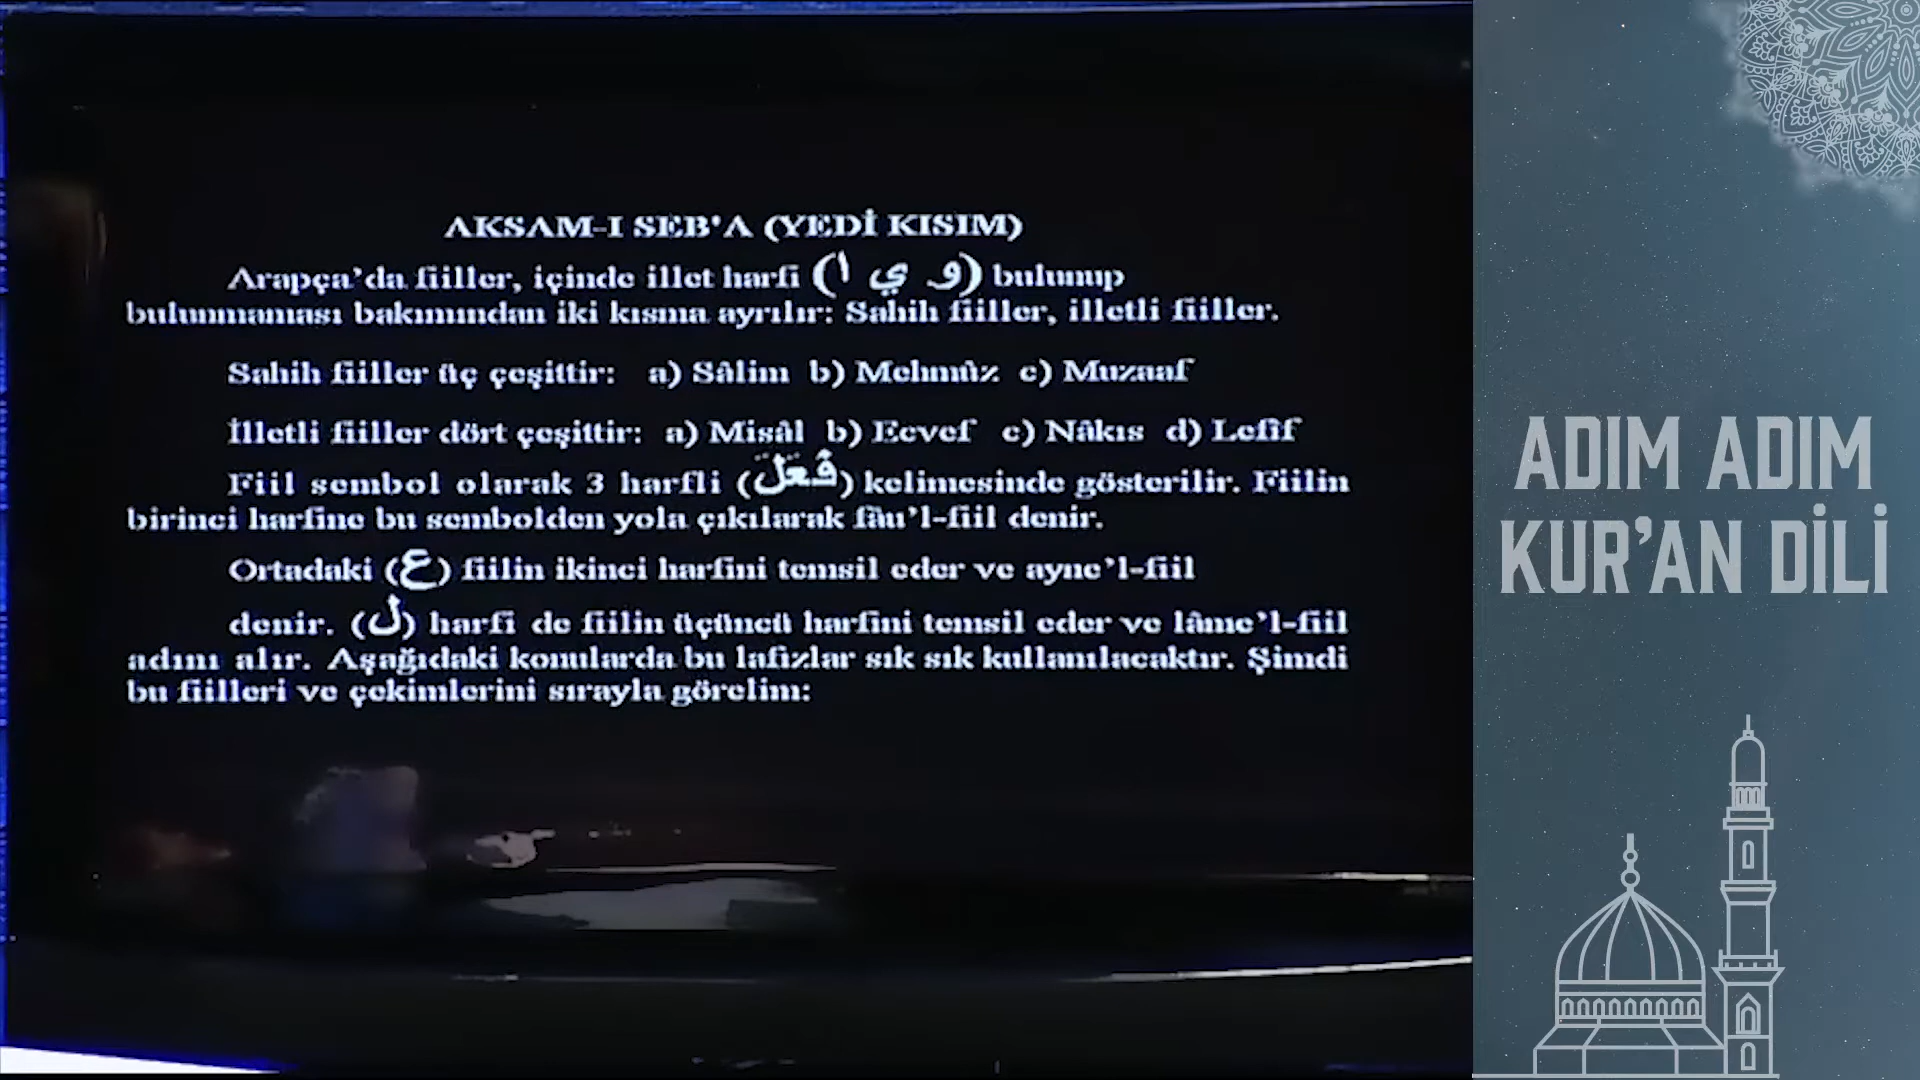 AKSAM-I SEB'A (YEDİ KISIM)
Arapça’da fiiller, içinde illet harfi (و ي ا) bulunup
bulunmaması bakımından iki kısma ayrılır: Sahih fiiller, illetli fiiller.
Sahih fiiller üç çeşittir: a) Sâlim b) Mehmûz c) Muzaaf
İlletli fiiller dört çeşittir: a) Misâl b) Ecvef c) Nâkıs d) Lefîf
Fiil sembol olarak 3 harfli (فَعَلَ) kelimesinde gösterilir. Fiilin
birinci harfine bu sembolden yola çıkılarak fâu’l-fiil denir.
Ortadaki (ع) fiilin ikinci harfini temsil eder ve ayne’l-fiil
denir. (ل) harfi de fiilin üçüncü harfini temsil eder ve lâme’l-fiil
adını alır. Aşağıdaki konularda bu lafızlar sık sık kullanılacaktır. Şimdi
bu fiilleri ve çekimlerini sırayla görelim:
ADIM ADIM
KUR’AN DİLİ